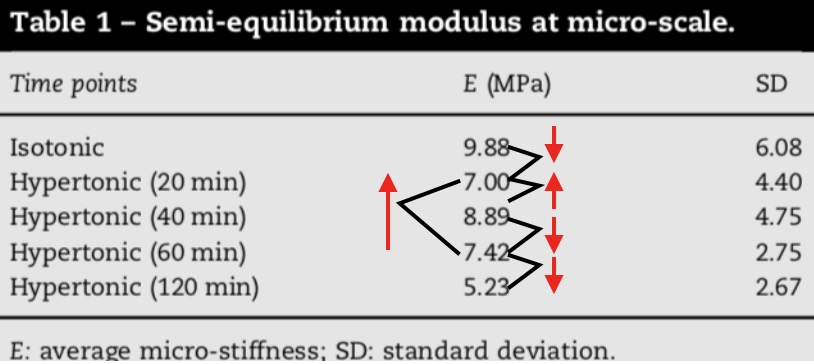 Table 1 – Semi-equilibrium modulus at micro-scale.
Time points E (MPa) SD
Isotonic 9.88 6.08
Hypertonic (20 min) 7.00 4.40
Hypertonic (40 min) 8.89 4.75
Hypertonic (60 min) 7.42 2.75
Hypertonic (120 min) 5.23 2.67
E: average micro-stiffness; SD: standard deviation.